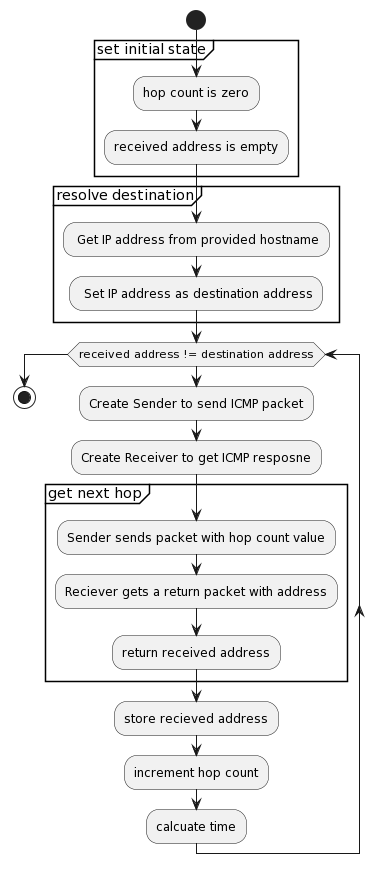 set initial state
hop count is zero
received address is empty
resolve destination
Get IP address from provided hostname
Set IP address as destination address
received address != destination address
Create Sender to send ICMP packet
Create Receiver to get ICMP resposne
get next hop
Sender sends packet with hop count value
Reciever gets a return packet with address
return received address
store recieved address
increment hop count
calcuate time